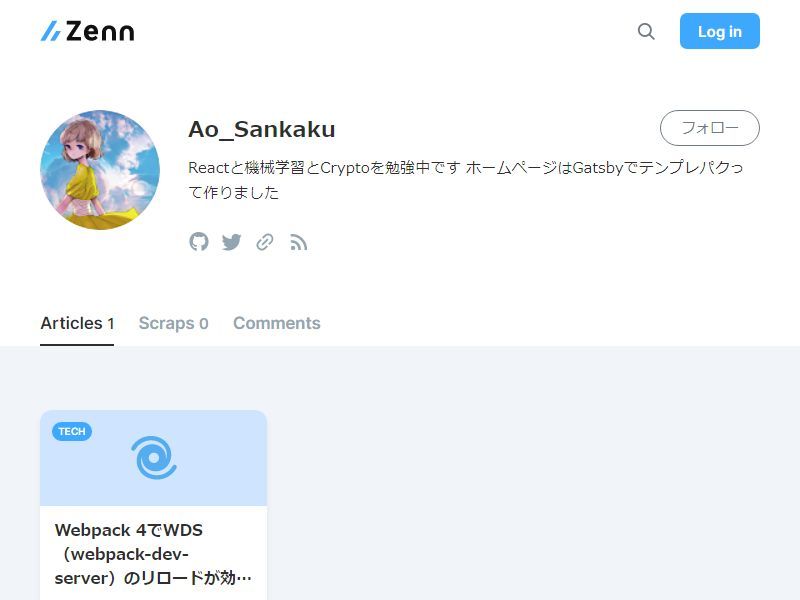 Zenn
Log in
Ao_Sankaku
フォロー
Reactと機械学習とCryptoを勉強中です ホームページはGatsbyでテンプレパクっ
て作りました
Articles 1
Scraps 0
Comments
TECH
Webpack 4でWDS
（webpack-dev-
server）のリロードが効…